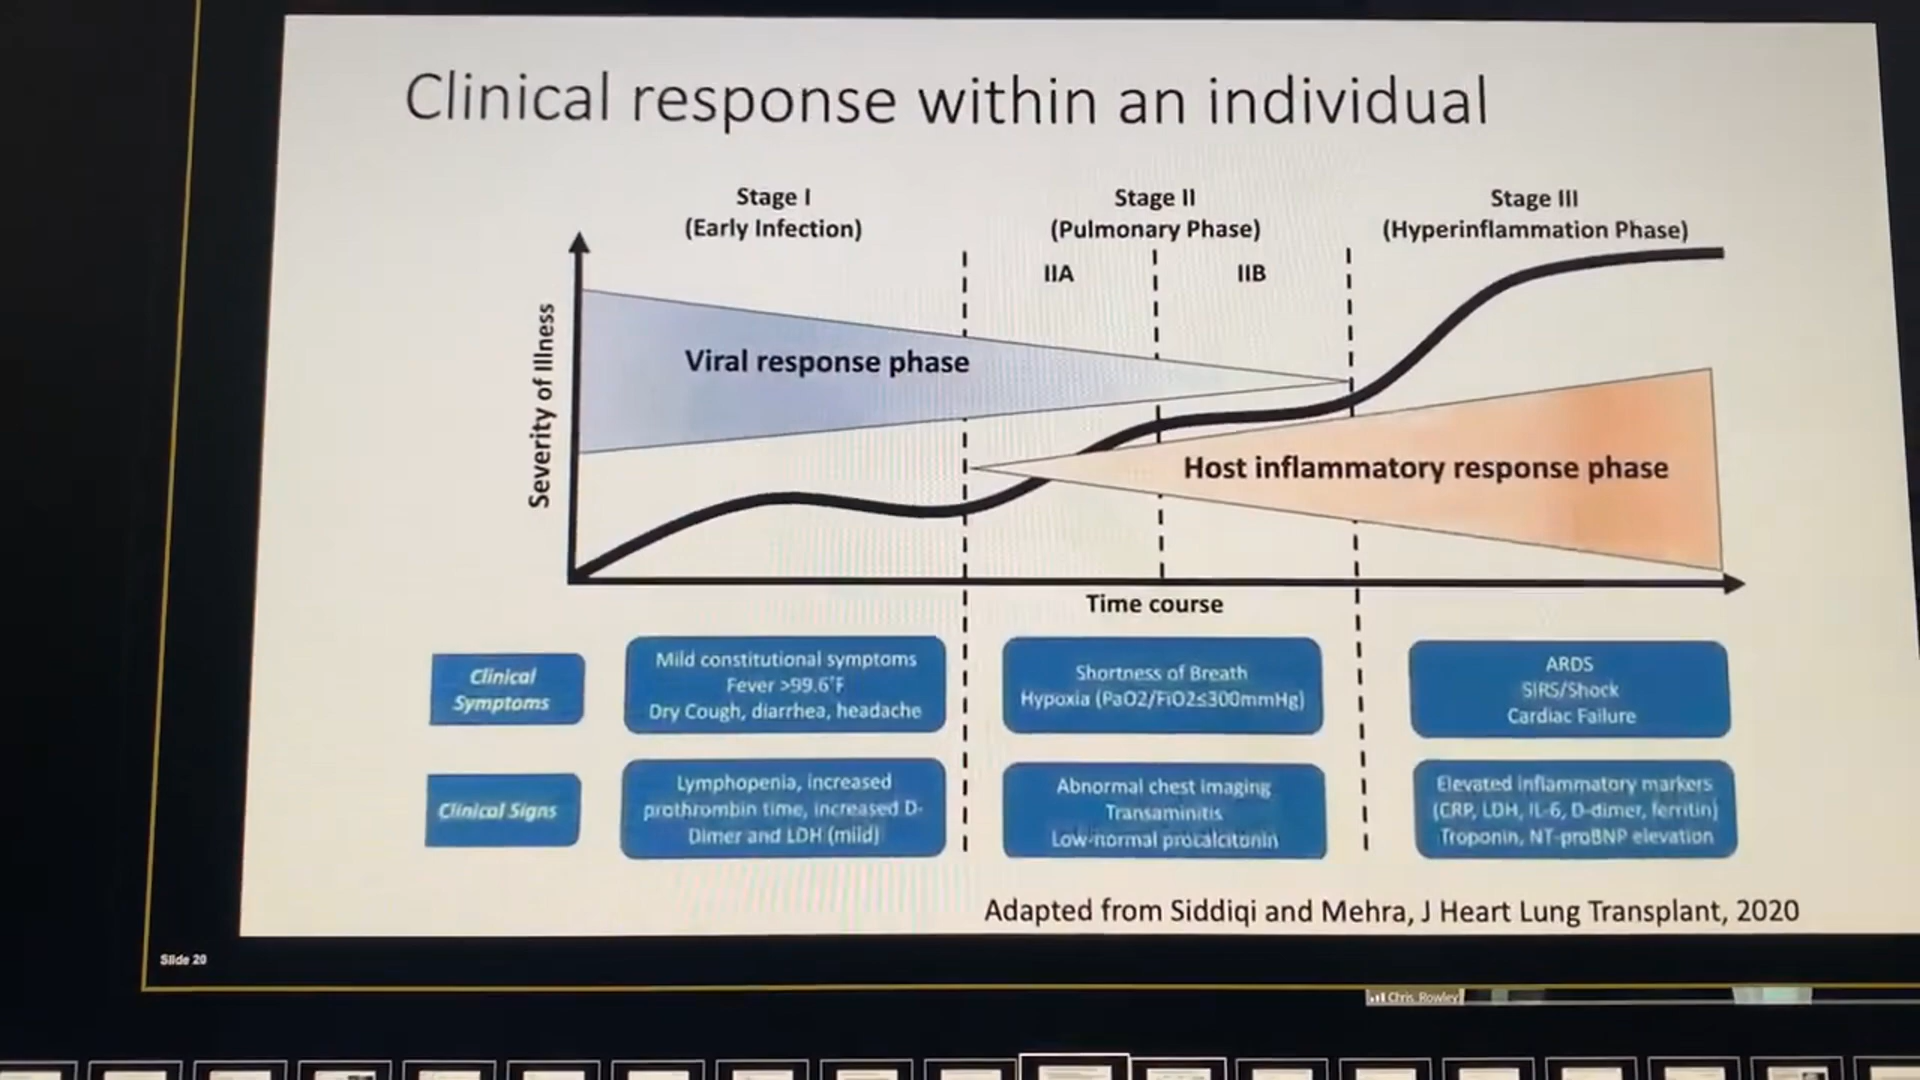 Clinical response within an individual
Stage I
(Early Infection)
Stage II
(Pulmonary Phase)
Stage III
(Hyperinflammation Phase)
IIA
IIB
Severity of Illness
Viral response phase
Host inflammatory response phase
Time course
Clinical
Symptoms
Mild constitutional symptoms
Fever >99.6°F
Dry Cough, diarrhea, headache
Shortness of Breath
Hypoxia (PaO2/FiO2≤300mmHg)
ARDS
SIRS/Shock
Cardiac Failure
Clinical Signs
Lymphopenia, increased
prothrombin time, increased D-
Dimer and LDH (mild)
Abnormal chest imaging
Transaminitis
Low-normal procalcitonin
Elevated inflammatory markers
(CRP, LDH, IL-6, D-dimer, ferritin)
Troponin, NT-proBNP elevation
Adapted from Siddiqi and Mehra, J Heart Lung Transplant, 2020
Slide 20
Chris Rowley